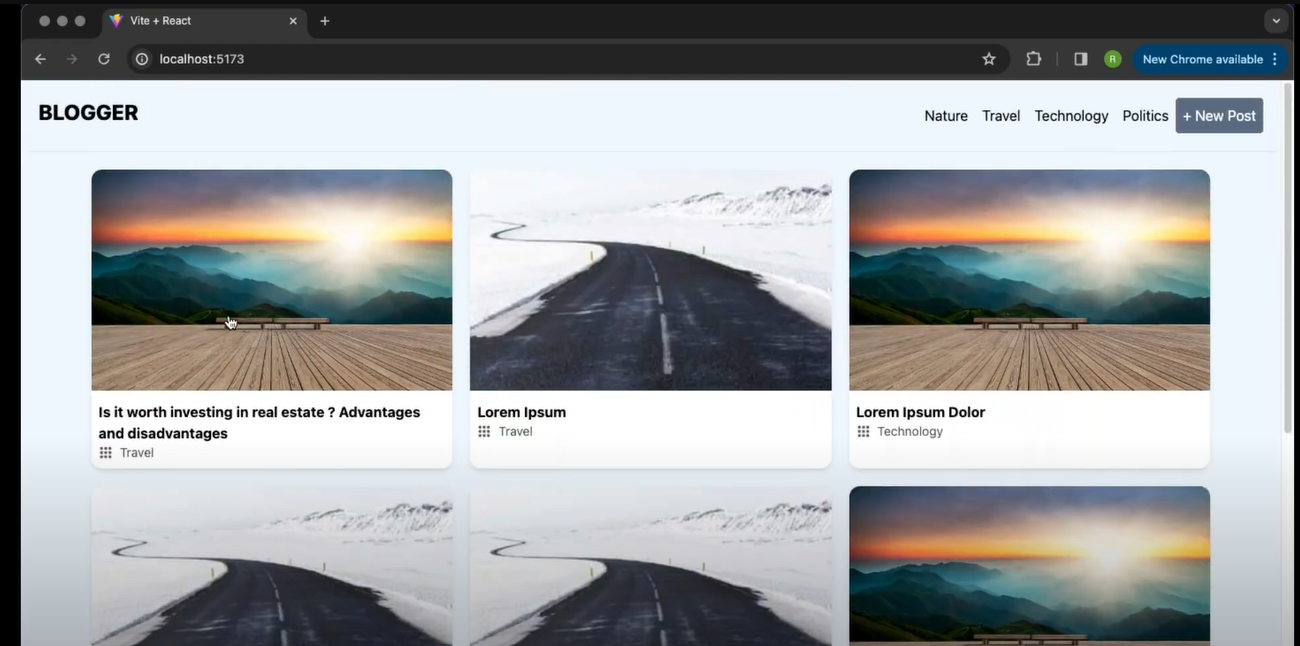 Vite + React
localhost:5173
R
New Chrome available
BLOGGER
Nature Travel Technology Politics + New Post
Is it worth investing in real estate ? Advantages
and disadvantages
Travel
Lorem Ipsum
Travel
Lorem Ipsum Dolor
Technology